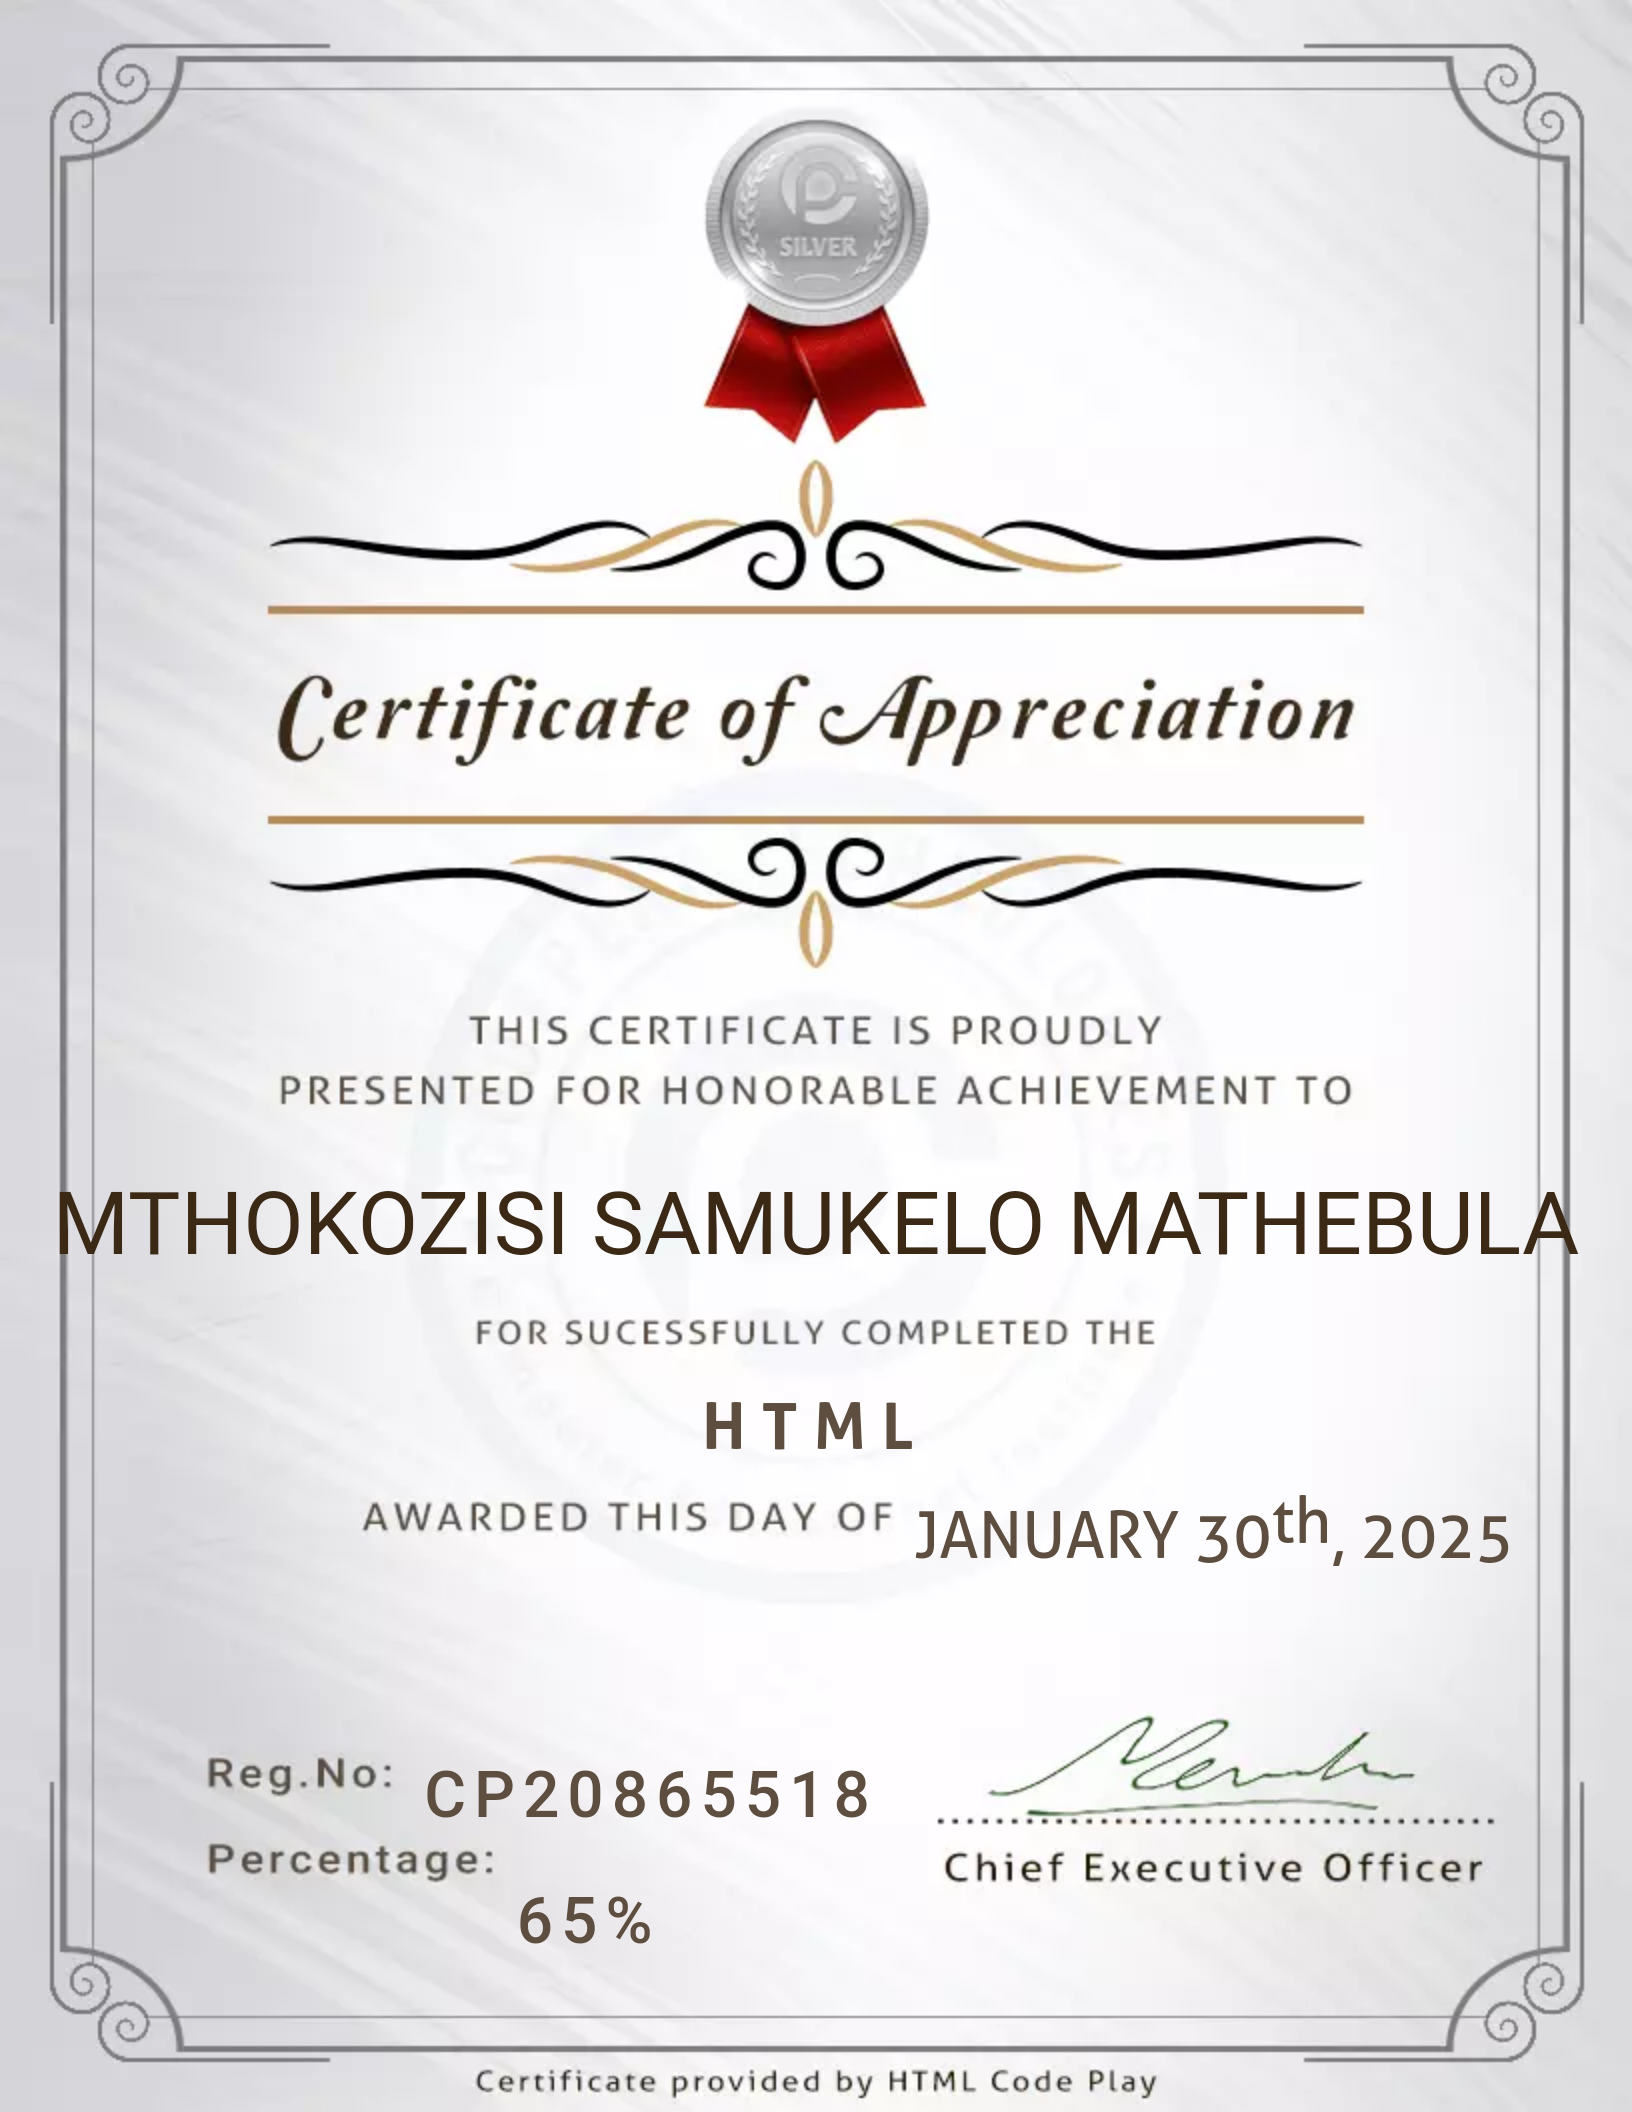 SILVER
Certificate of Appreciation
THIS CERTIFICATE IS PROUDLY
PRESENTED FOR HONORABLE ACHIEVEMENT TO
MTHOKOZISI SAMUKELO MATHEBULA
FOR SUCESSFULLY COMPLETED THE
HTML
AWARDED THIS DAY OF JANUARY 30th, 2025
Reg.No: CP20865518
Percentage:
65%
Chief Executive Officer
Certificate provided by HTML Code Play